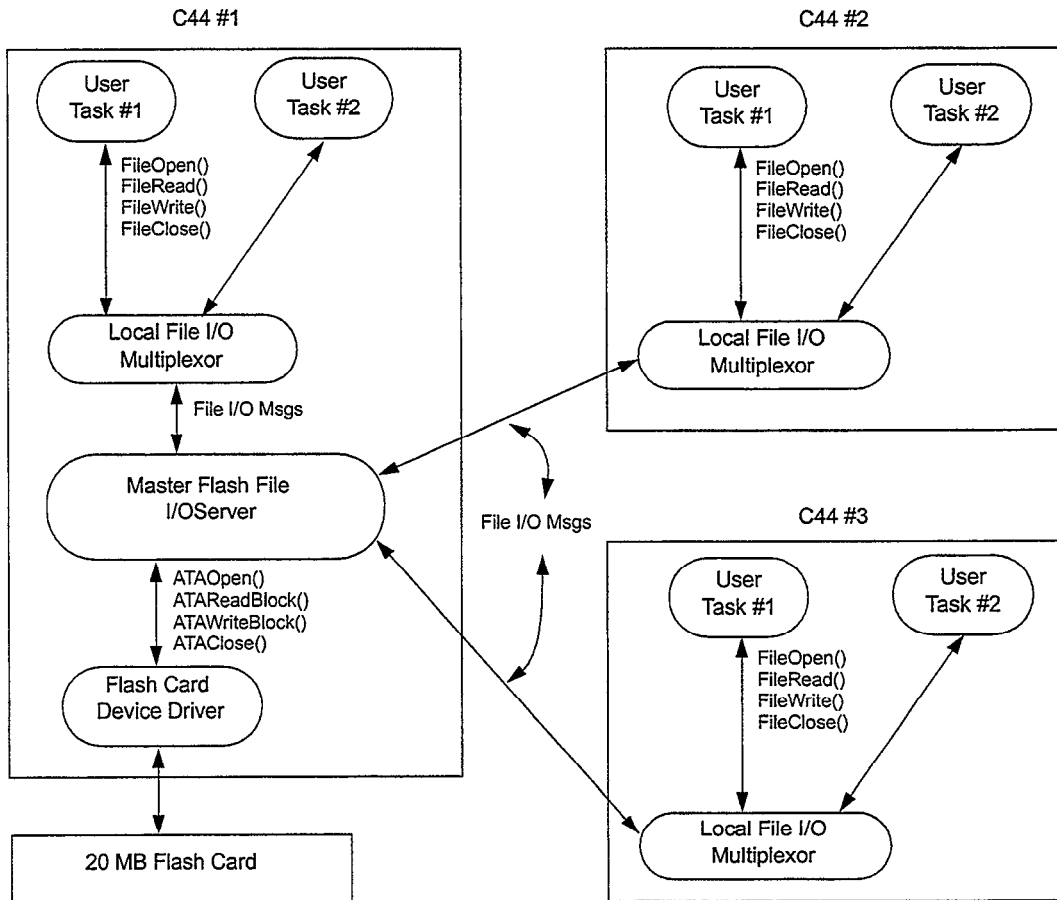 C44 #1
User
Task #1
User
Task #2
FileOpen()
FileRead()
FileWrite()
FileClose()
Local File I/O
Multiplexor
File I/O Msgs
Master Flash File
I/OServer
ATAOpen()
ATAReadBlock()
ATAWriteBlock()
ATAClose()
Flash Card
Device Driver
20 MB Flash Card
File I/O Msgs
C44 #2
User
Task #1
User
Task #2
FileOpen()
FileRead()
FileWrite()
FileClose()
Local File I/O
Multiplexor
C44 #3
User
Task #1
User
Task #2
FileOpen()
FileRead()
FileWrite()
FileClose()
Local File I/O
Multiplexor